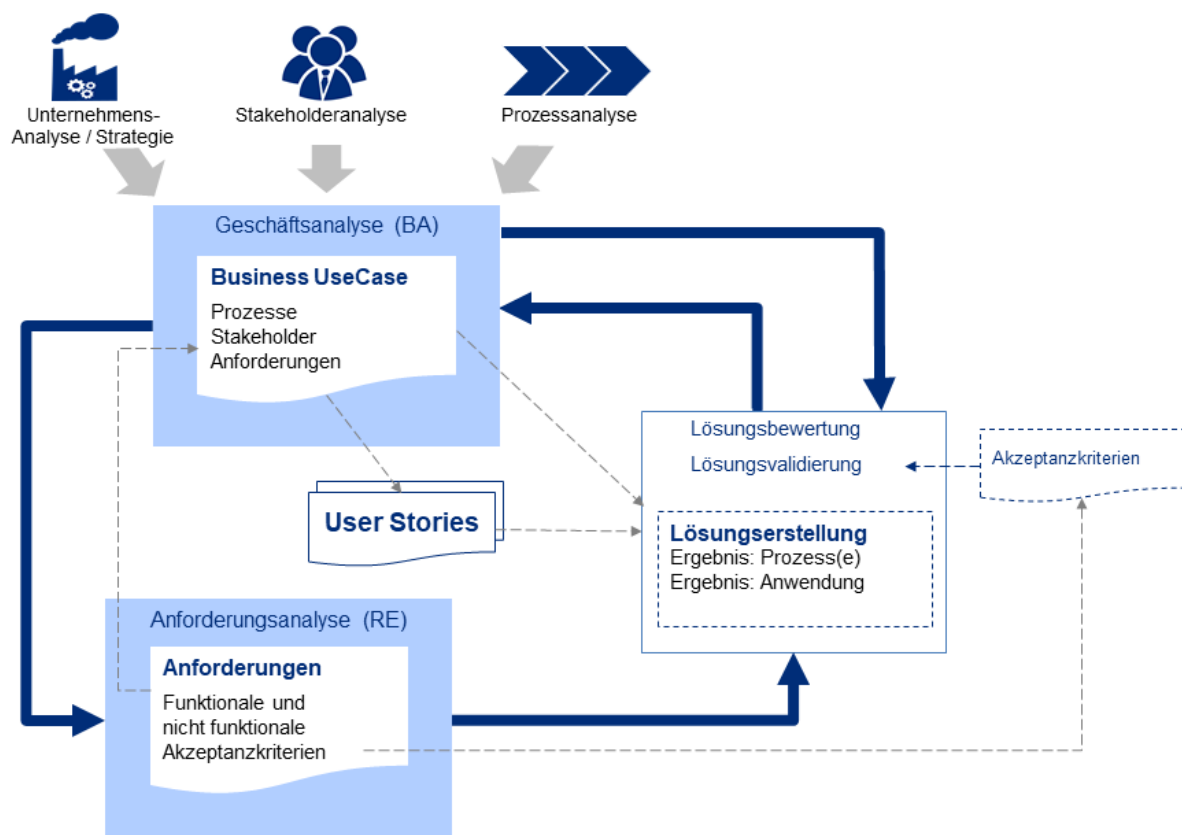 Unternehmens-
Analyse / Strategie
Stakeholderanalyse
Prozessanalyse
Geschäftsanalyse (BA)
Business UseCase
Prozesse
Stakeholder
Anforderungen
Lösungsbewertung
Lösungsvalidierung
Akzeptanzkriterien
User Stories
Lösungserstellung
Ergebnis: Prozess(e)
Ergebnis: Anwendung
Anforderungsanalyse (RE)
Anforderungen
Funktionale und
nicht funktionale
Akzeptanzkriterien